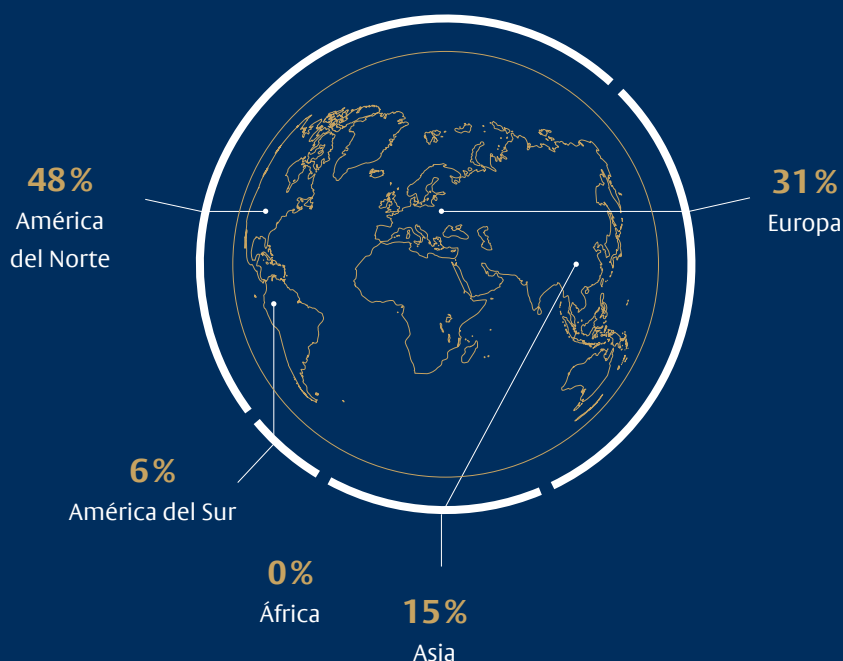 48%
América
del Norte
31%
Europa
6%
América del Sur
0%
África
15%
Asia